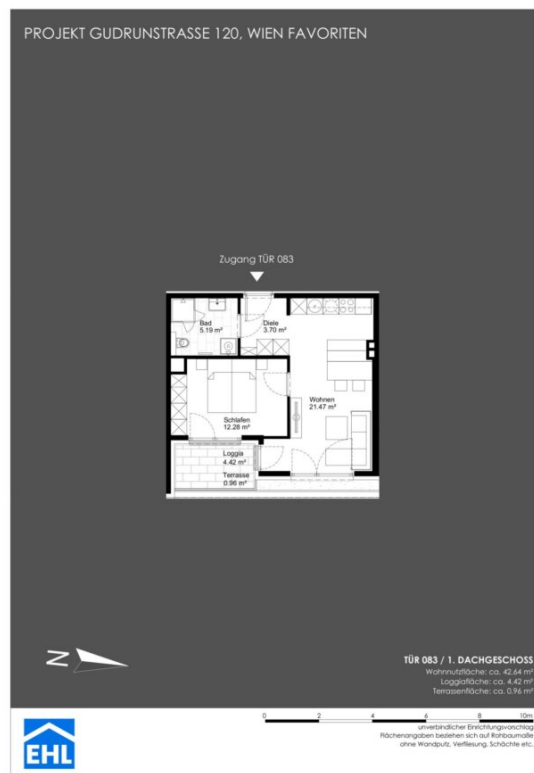 PROJEKT GUDRUNSTRASSE 120, WIEN FAVORITEN
Zugang TÜR 083
Bad
5.19 m²
Diele
3.70 m²
Wohnen
21.47 m²
Schlafen
12.28 m²
Loggia
4.42 m²
Terrasse
0.96 m²
N
TÜR 083 / 1. DACHGESCHOSS
Wohnnutzfläche: ca. 42,64 m²
Loggiafläche: ca. 4,42 m²
Terrassenfläche: ca. 0,96 m²
0 2 4 6 8 10m
unverbindlicher Einrichtungsvorschlag
Flächenangaben beziehen sich auf Rohbaumaße
ohne Wandputz, Verfliesung, Schächte etc.
EHL